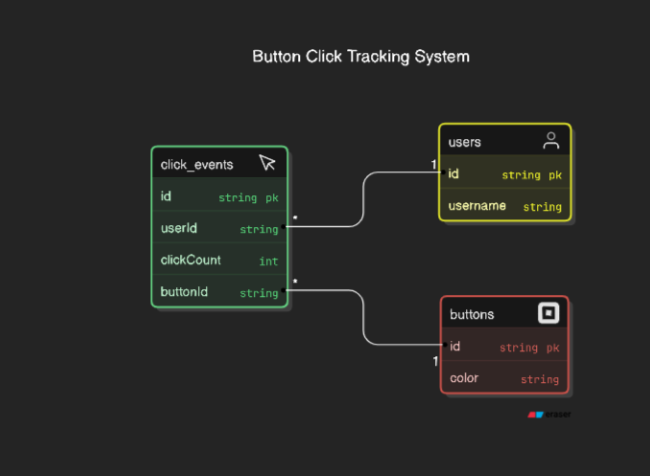 Button Click Tracking System
click_events
id string pk
userId string
clickCount int
buttonId string
*
*
users
1
id string pk
username string
buttons
id string pk
1
color string
eraser